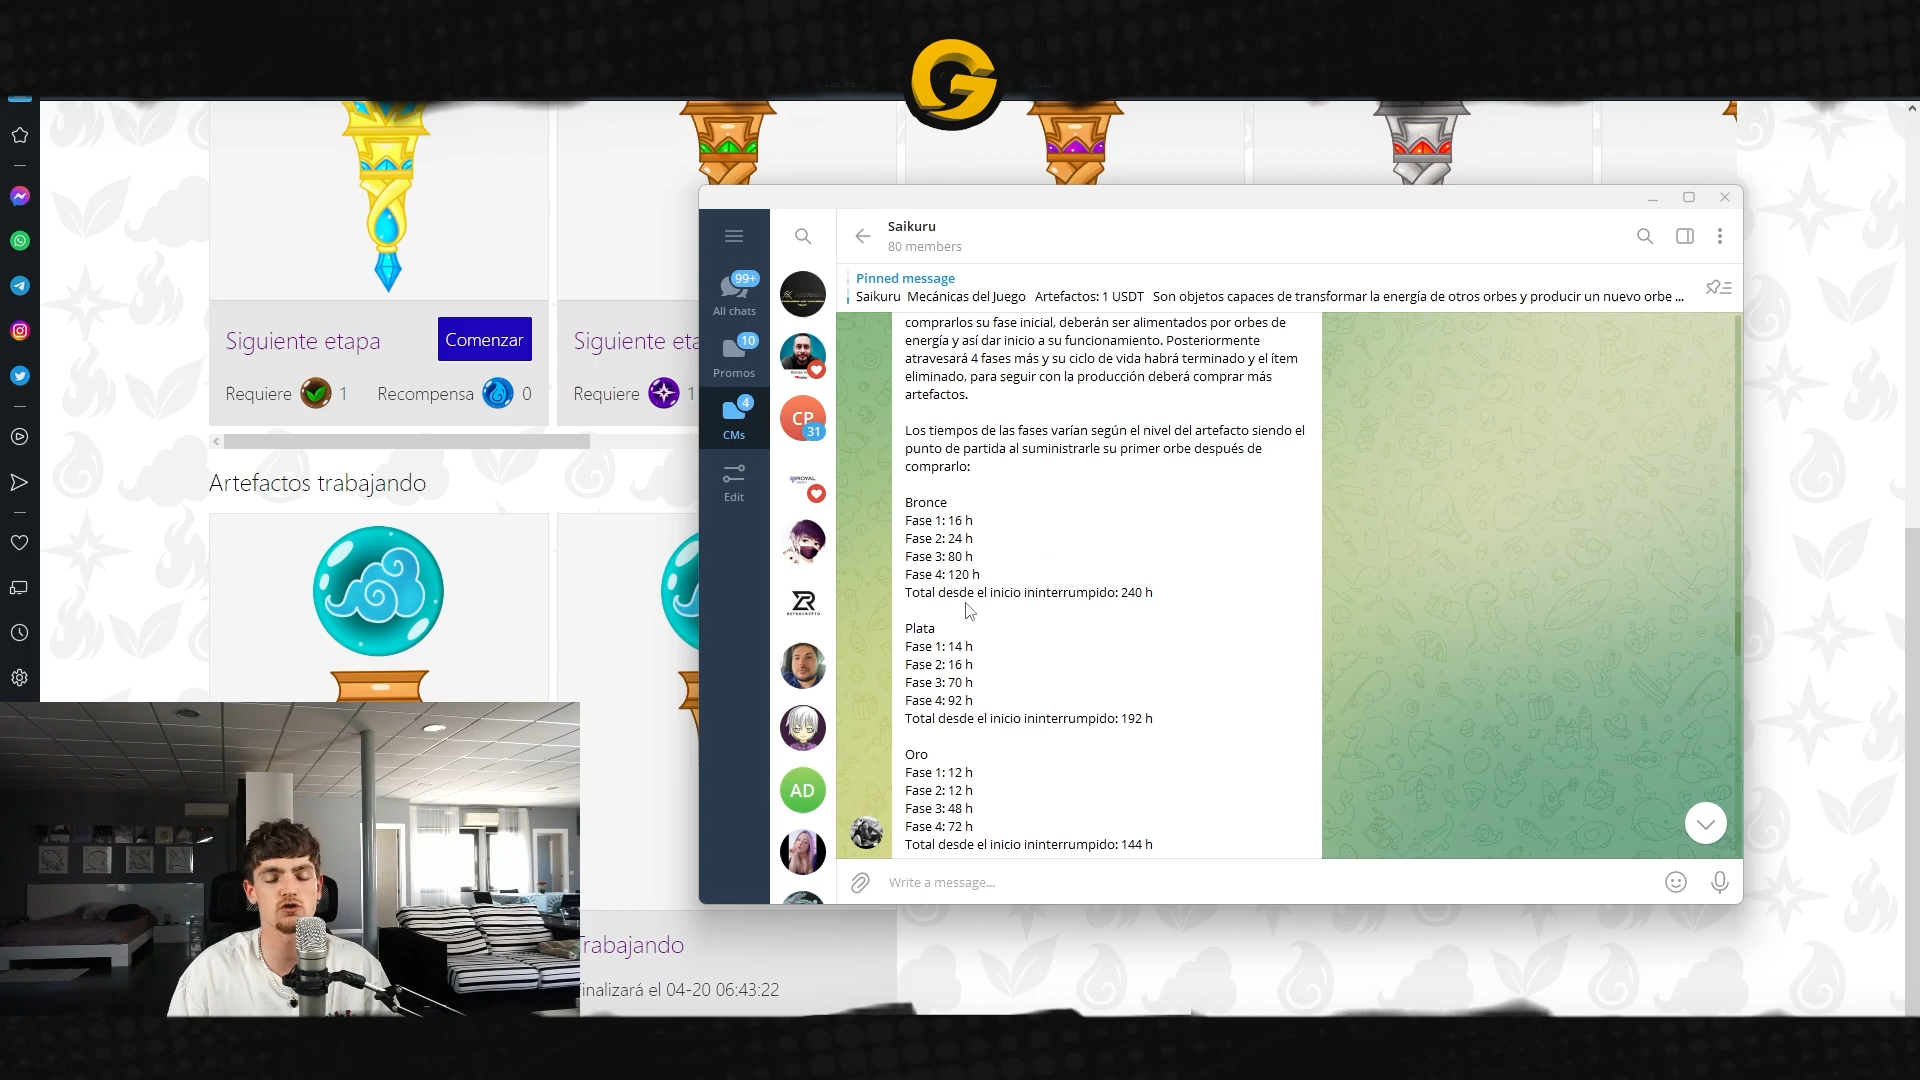 G
Siguiente etapa
Comenzar
Requiere 1 Recompensa 0
Siguiente eta
Requiere 1
Artefactos trabajando
Trabajando
Finalizará el 04-20 06:43:22
99+
All chats
10
Promos
4
CMs
Edit
CP
31
ROYAL
ZR
RETROCRYPTO
AD
Saikuru
80 members
Pinned message
Saikuru Mecánicas del Juego Artefactos: 1 USDT Son objetos capaces de transformar la energía de otros orbes y producir un nuevo orbe ...
comprarlos su fase inicial, deberán ser alimentados por orbes de
energía y así dar inicio a su funcionamiento. Posteriormente
atravesará 4 fases más y su ciclo de vida habrá terminado y el ítem
eliminado, para seguir con la producción deberá comprar más
artefactos.
Los tiempos de las fases varían según el nivel del artefacto siendo el
punto de partida al suministrarle su primer orbe después de
comprarlo:
Bronce
Fase 1: 16 h
Fase 2: 24 h
Fase 3: 80 h
Fase 4: 120 h
Total desde el inicio ininterrumpido: 240 h
Plata
Fase 1: 14 h
Fase 2: 16 h
Fase 3: 70 h
Fase 4: 92 h
Total desde el inicio ininterrumpido: 192 h
Oro
Fase 1: 12 h
Fase 2: 12 h
Fase 3: 48 h
Fase 4: 72 h
Total desde el inicio ininterrumpido: 144 h
Write a message...